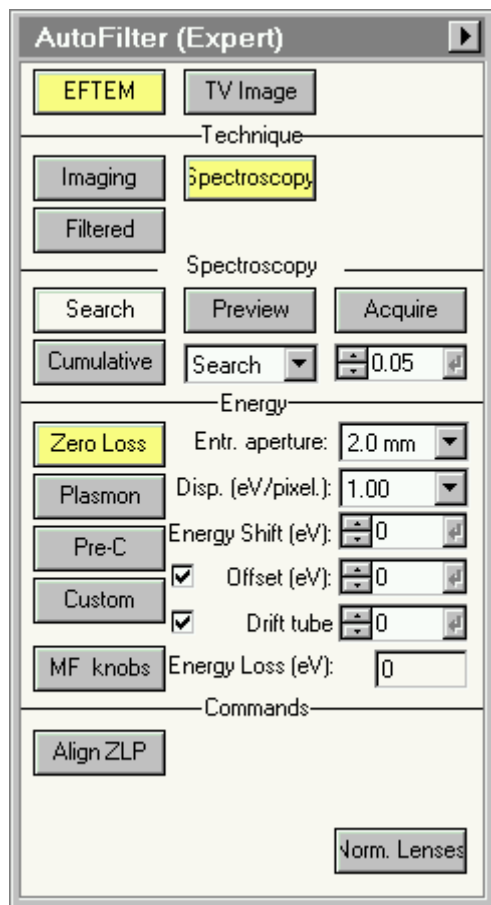 AutoFilter (Expert)
EFTEM TV Image
Technique
Imaging Spectroscopy
Filtered
Spectroscopy
Search Preview Acquire
Cumulative Search 0.05
Energy
Zero Loss Entr. aperture: 2.0 mm
Plasmon Disp. (eV/pixel.): 1.00
Pre-C Energy Shift (eV): 0
Custom Offset (eV): 0
Drift tube 0
MF knobs Energy Loss (eV): 0
Commands
Align ZLP
Norm. Lenses